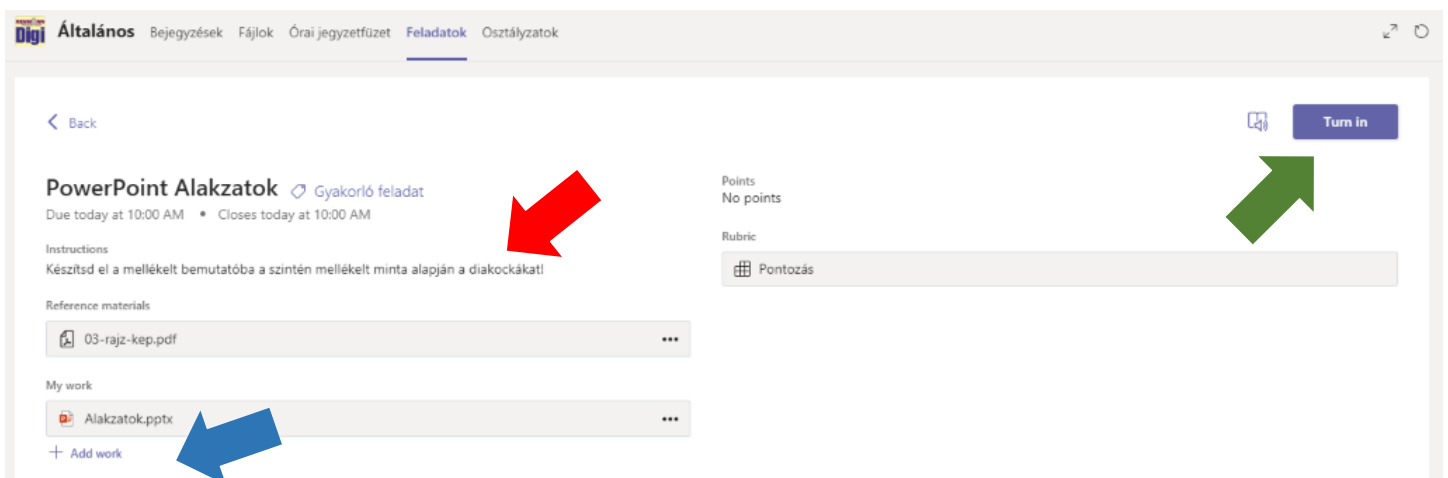 Digi Általános Bejegyzések Fájlok Órai jegyzetfüzet Feladatok Osztályzatok
Back
Turn in
PowerPoint Alakzatok Gyakorló feladat
Due today at 10:00 AM • Closes today at 10:00 AM
Instructions
Készítsd el a mellékelt bemutatóba a szintén mellékelt minta alapján a diakockákat!
Reference materials
03-rajz-kep.pdf
My work
Alakzatok.pptx
+ Add work
Points
No points
Rubric
Pontozás